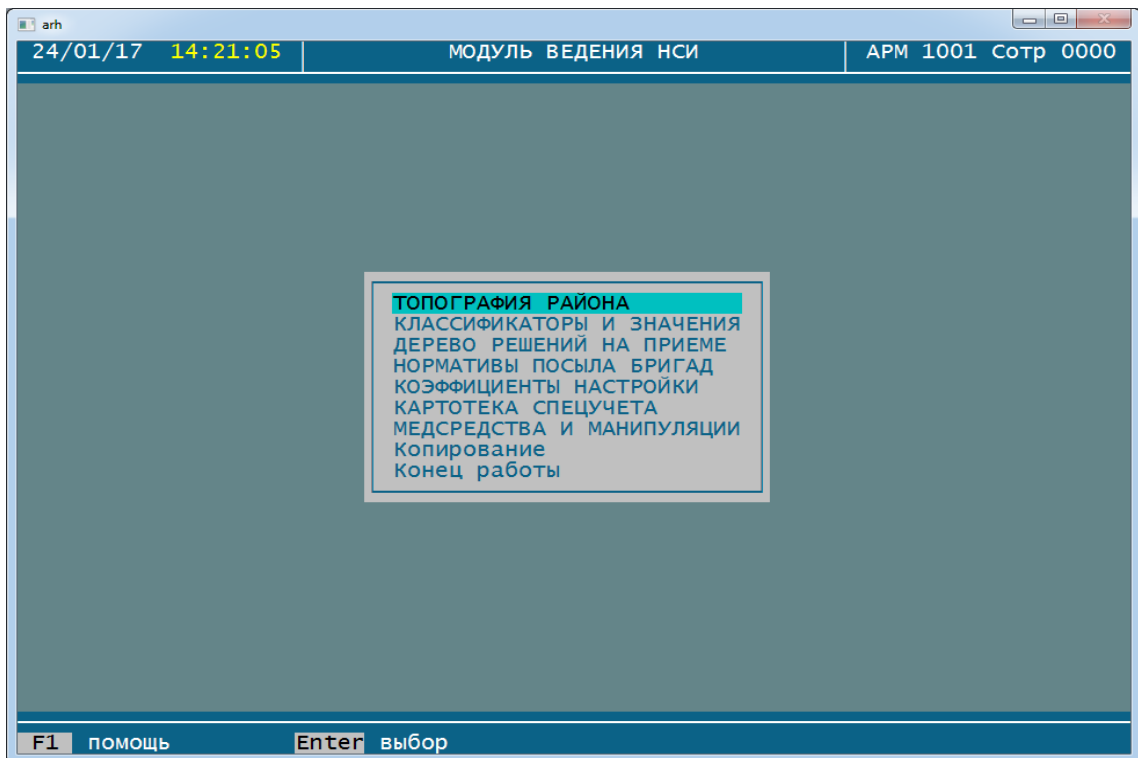 arh
24/01/17 14:21:05 МОДУЛЬ ВЕДЕНИЯ НСИ АРМ 1001 Сотр 0000
ТОПОГРАФИЯ РАЙОНА
КЛАССИФИКАТОРЫ И ЗНАЧЕНИЯ
ДЕРЕВО РЕШЕНИЙ НА ПРИЕМЕ
НОРМАТИВЫ ПОСЫЛА БРИГАД
КОЭФФИЦИЕНТЫ НАСТРОЙКИ
КАРТОТЕКА СПЕЦУЧЕТА
МЕДСРЕДСТВА И МАНИПУЛЯЦИИ
Копирование
Конец работы
F1 помощь Enter выбор